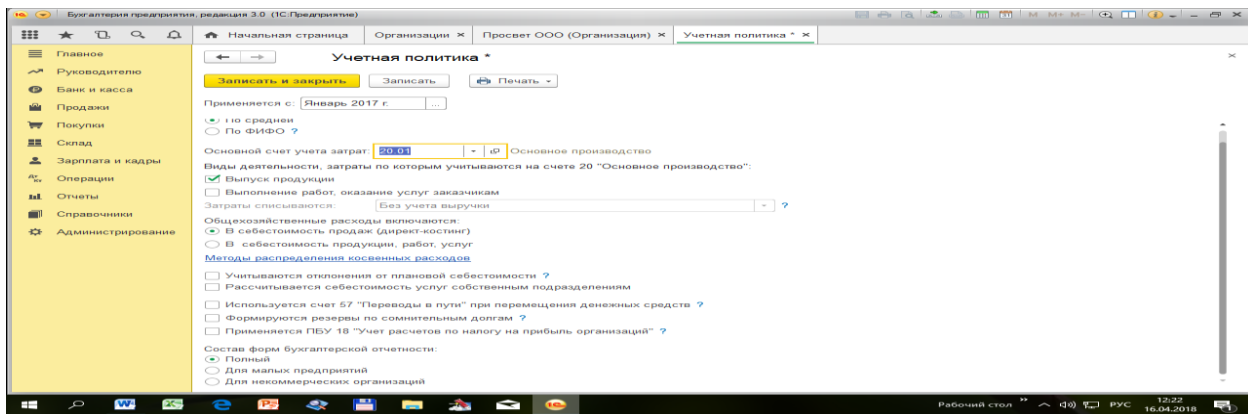 Бухгалтерия предприятия, редакция 3.0 (1С:Предприятие)
M M+ M-
Начальная страница Организации × Просвет ООО (Организация) × Учетная политика * ×
Главное
Руководителю
Банк и касса
Продажи
Покупки
Склад
Зарплата и кадры
Операции
Отчеты
Справочники
Администрирование
Учетная политика *
Записать и закрыть Записать Печать
Применяется с: Январь 2017 г. ...
По средней
По ФИФО ?
Основной счет учета затрат: 20.01 Основное производство
Виды деятельности, затраты по которым учитываются на счете 20 "Основное производство":
Выпуск продукции
Выполнение работ, оказание услуг заказчикам
Затраты списываются: Без учета выручки ?
Общехозяйственные расходы включаются:
В себестоимость продаж (директ-костинг)
В себестоимость продукции, работ, услуг
Методы распределения косвенных расходов
Учитываются отклонения от плановой себестоимости ?
Рассчитывается себестоимость услуг собственным подразделениям
Используется счет 57 "Переводы в пути" при перемещения денежных средств ?
Формируются резервы по сомнительным долгам ?
Применяется ПБУ 18 "Учет расчетов по налогу на прибыль организаций" ?
Состав форм бухгалтерской отчетности:
Полный
Для малых предприятий
Для некоммерческих организаций
Рабочий стол РУС 12:22
16.04.2018